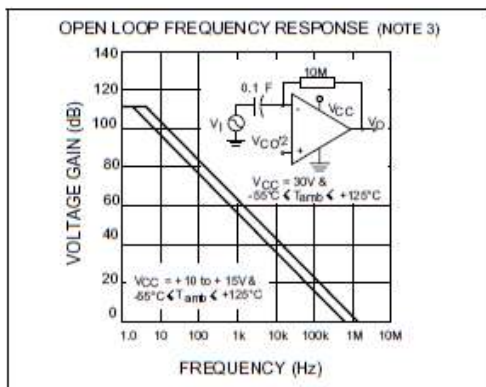 OPEN LOOP FREQUENCY RESPONSE (NOTE 3)
VOLTAGE GAIN (dB)
140
120
100
80
60
40
20
0
10M
0.1 F
VCC
VI
VO
VCO'2
-
+
VCC = 30V &
-55°C ≤ Tamb ≤ +125°C
VCC = +10 to + 15V &
-55°C ≤ Tamb ≤ +125°C
1.0 10 100 1k 10k 100k 1M 10M
FREQUENCY (Hz)